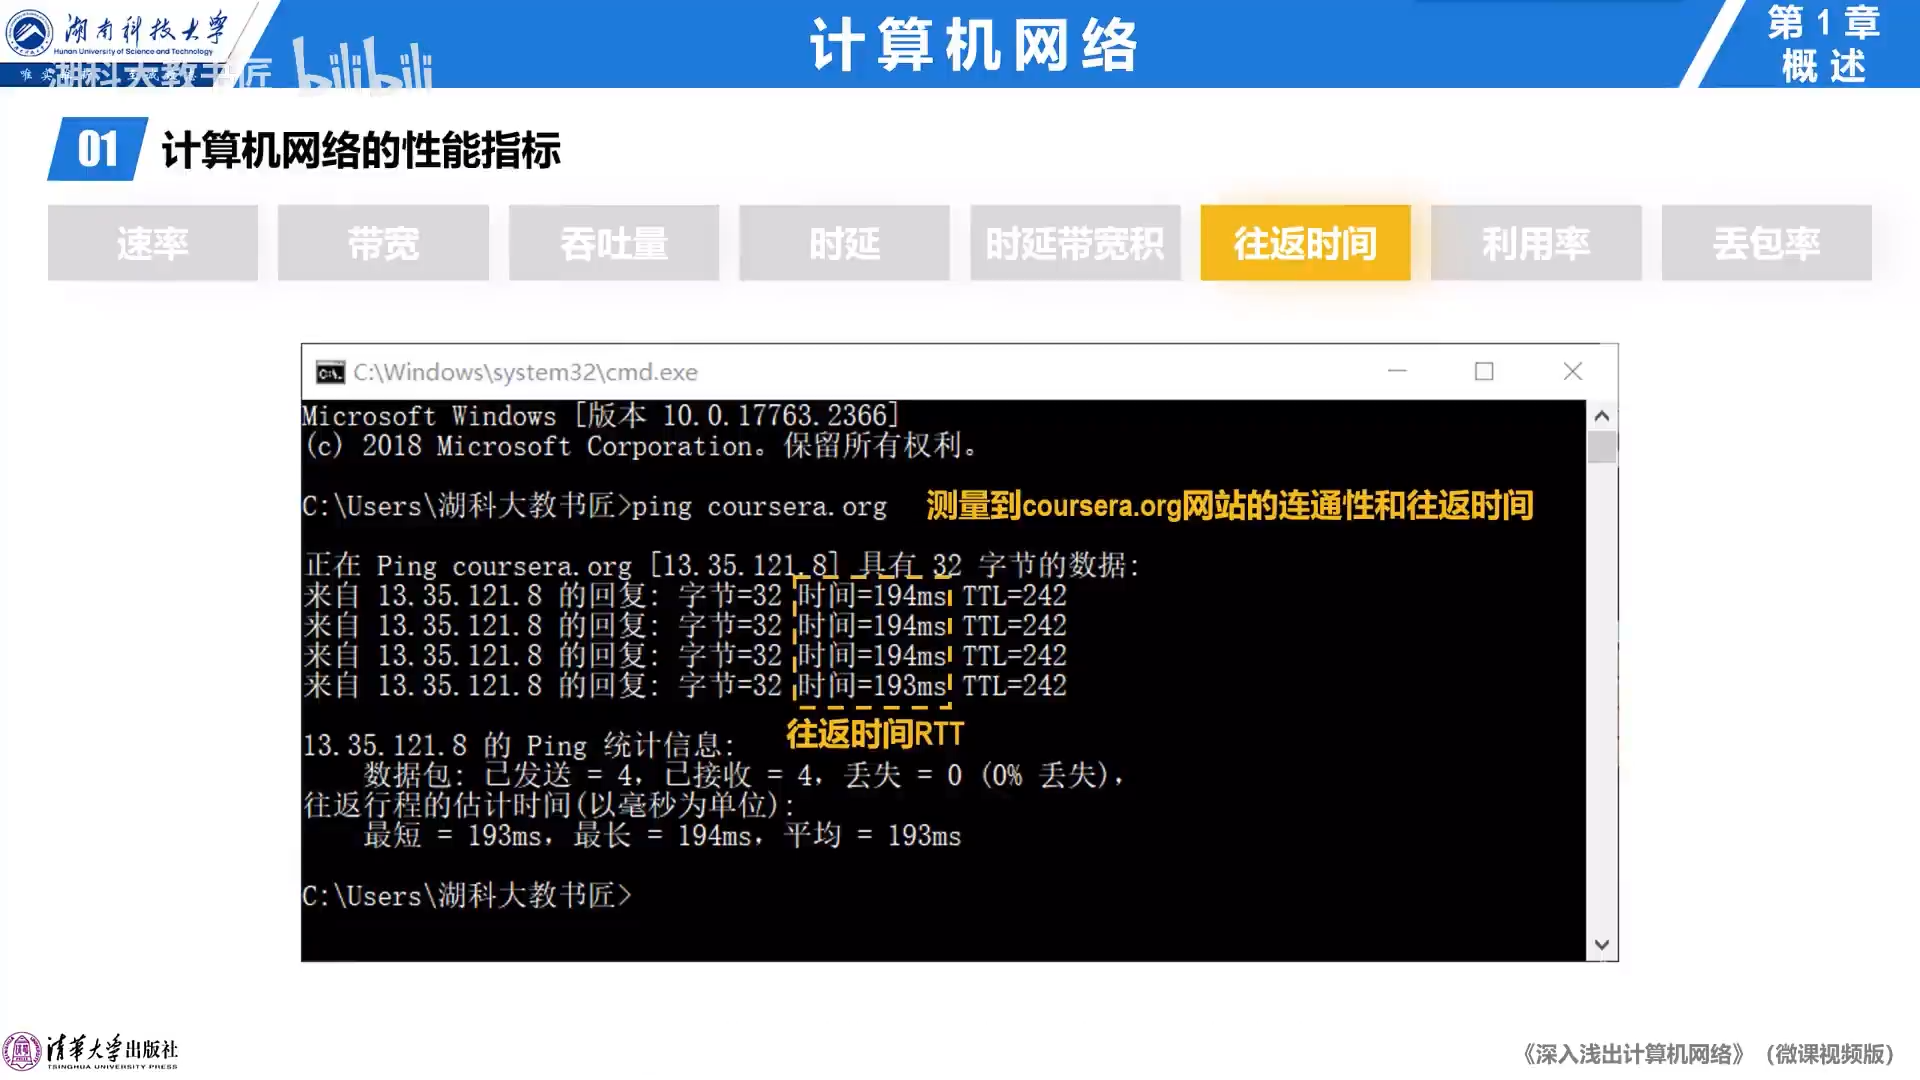 湖南科技大学
Hunan University of Science and Technology
湖科大教书匠 bilibili
计算机网络
第 1 章
概 述
01 计算机网络的性能指标
速率 带宽 吞吐量 时延 时延带宽积 往返时间 利用率 丢包率
C:\Windows\system32\cmd.exe
Microsoft Windows [版本 10.0.17763.2366]
(c) 2018 Microsoft Corporation。保留所有权利。
C:\Users\湖科大教书匠>ping coursera.org 测量到coursera.org网站的连通性和往返时间
正在 Ping coursera.org [13.35.121.8] 具有 32 字节的数据:
来自 13.35.121.8 的回复: 字节=32 时间=194ms TTL=242
来自 13.35.121.8 的回复: 字节=32 时间=194ms TTL=242
来自 13.35.121.8 的回复: 字节=32 时间=194ms TTL=242
来自 13.35.121.8 的回复: 字节=32 时间=193ms TTL=242
往返时间RTT
13.35.121.8 的 Ping 统计信息:
数据包: 已发送 = 4，已接收 = 4，丢失 = 0 (0% 丢失)，
往返行程的估计时间(以毫秒为单位):
最短 = 193ms，最长 = 194ms，平均 = 193ms
C:\Users\湖科大教书匠>
清华大学出版社
TSINGHUA UNIVERSITY PRESS
《深入浅出计算机网络》（微课视频版）